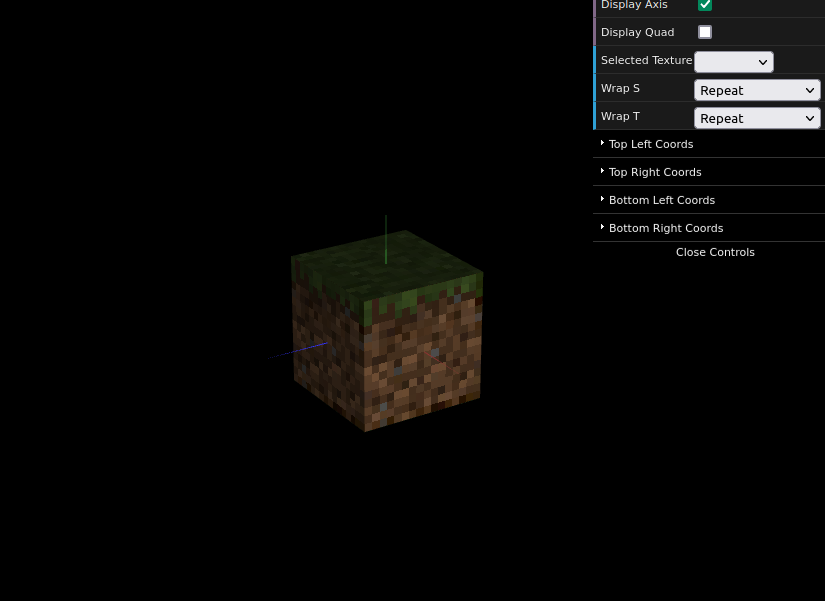 Display Axis
Display Quad
Selected Texture
Wrap S Repeat
Wrap T Repeat
Top Left Coords
Top Right Coords
Bottom Left Coords
Bottom Right Coords
Close Controls